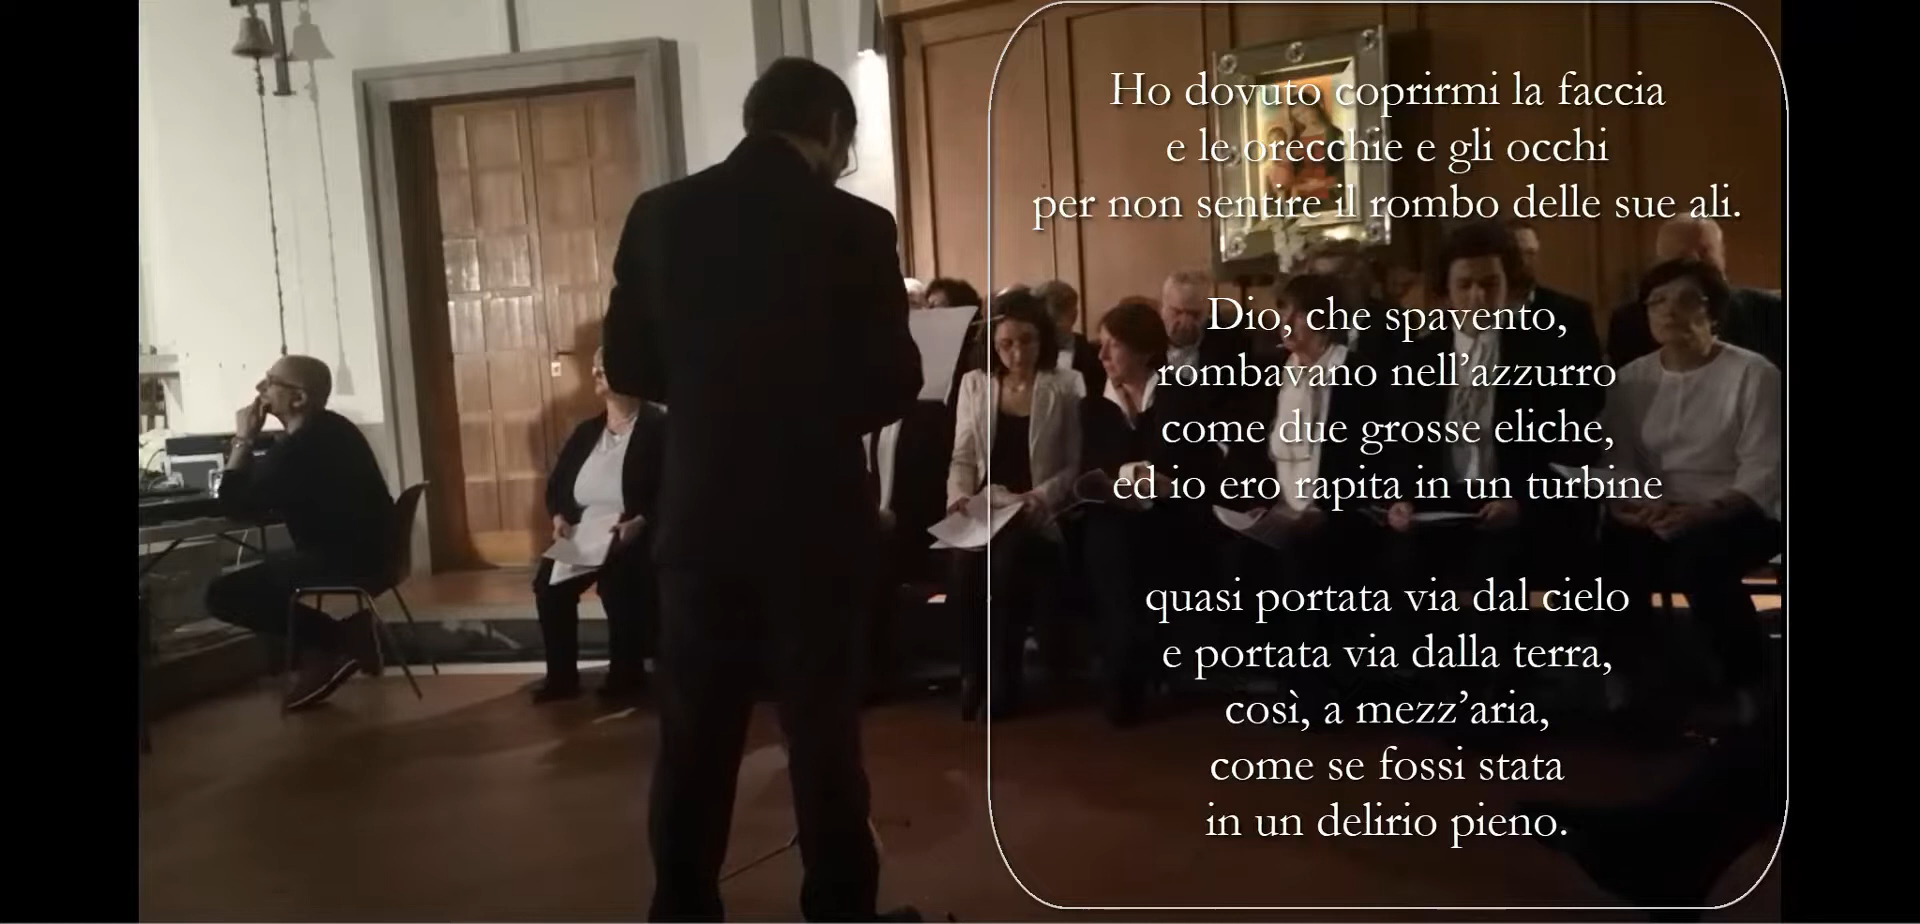 Ho dovuto coprirmi la faccia
e le orecchie e gli occhi
per non sentire il rombo delle sue ali.
Dio, che spavento,
rombavano nell’azzurro
come due grosse eliche,
ed io ero rapita in un turbine
quasi portata via dal cielo
e portata via dalla terra,
così, a mezz’aria,
come se fossi stata
in un delirio pieno.